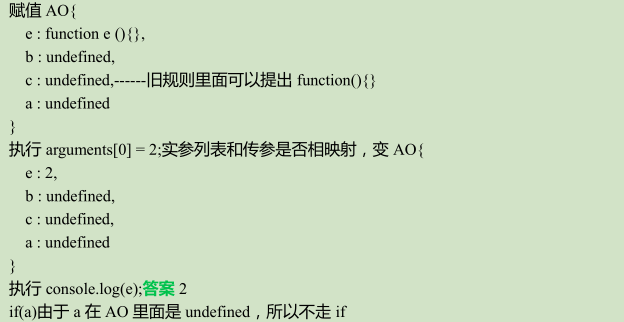 赋值 AO{
e : function e (){},
b : undefined,
c : undefined,------旧规则里面可以提出 function(){}
a : undefined
}
执行 arguments[0] = 2;实参列表和传参是否相映射，变 AO{
e : 2,
b : undefined,
c : undefined,
a : undefined
}
执行 console.log(e);答案 2
if(a)由于 a 在 AO 里面是 undefined，所以不走 if